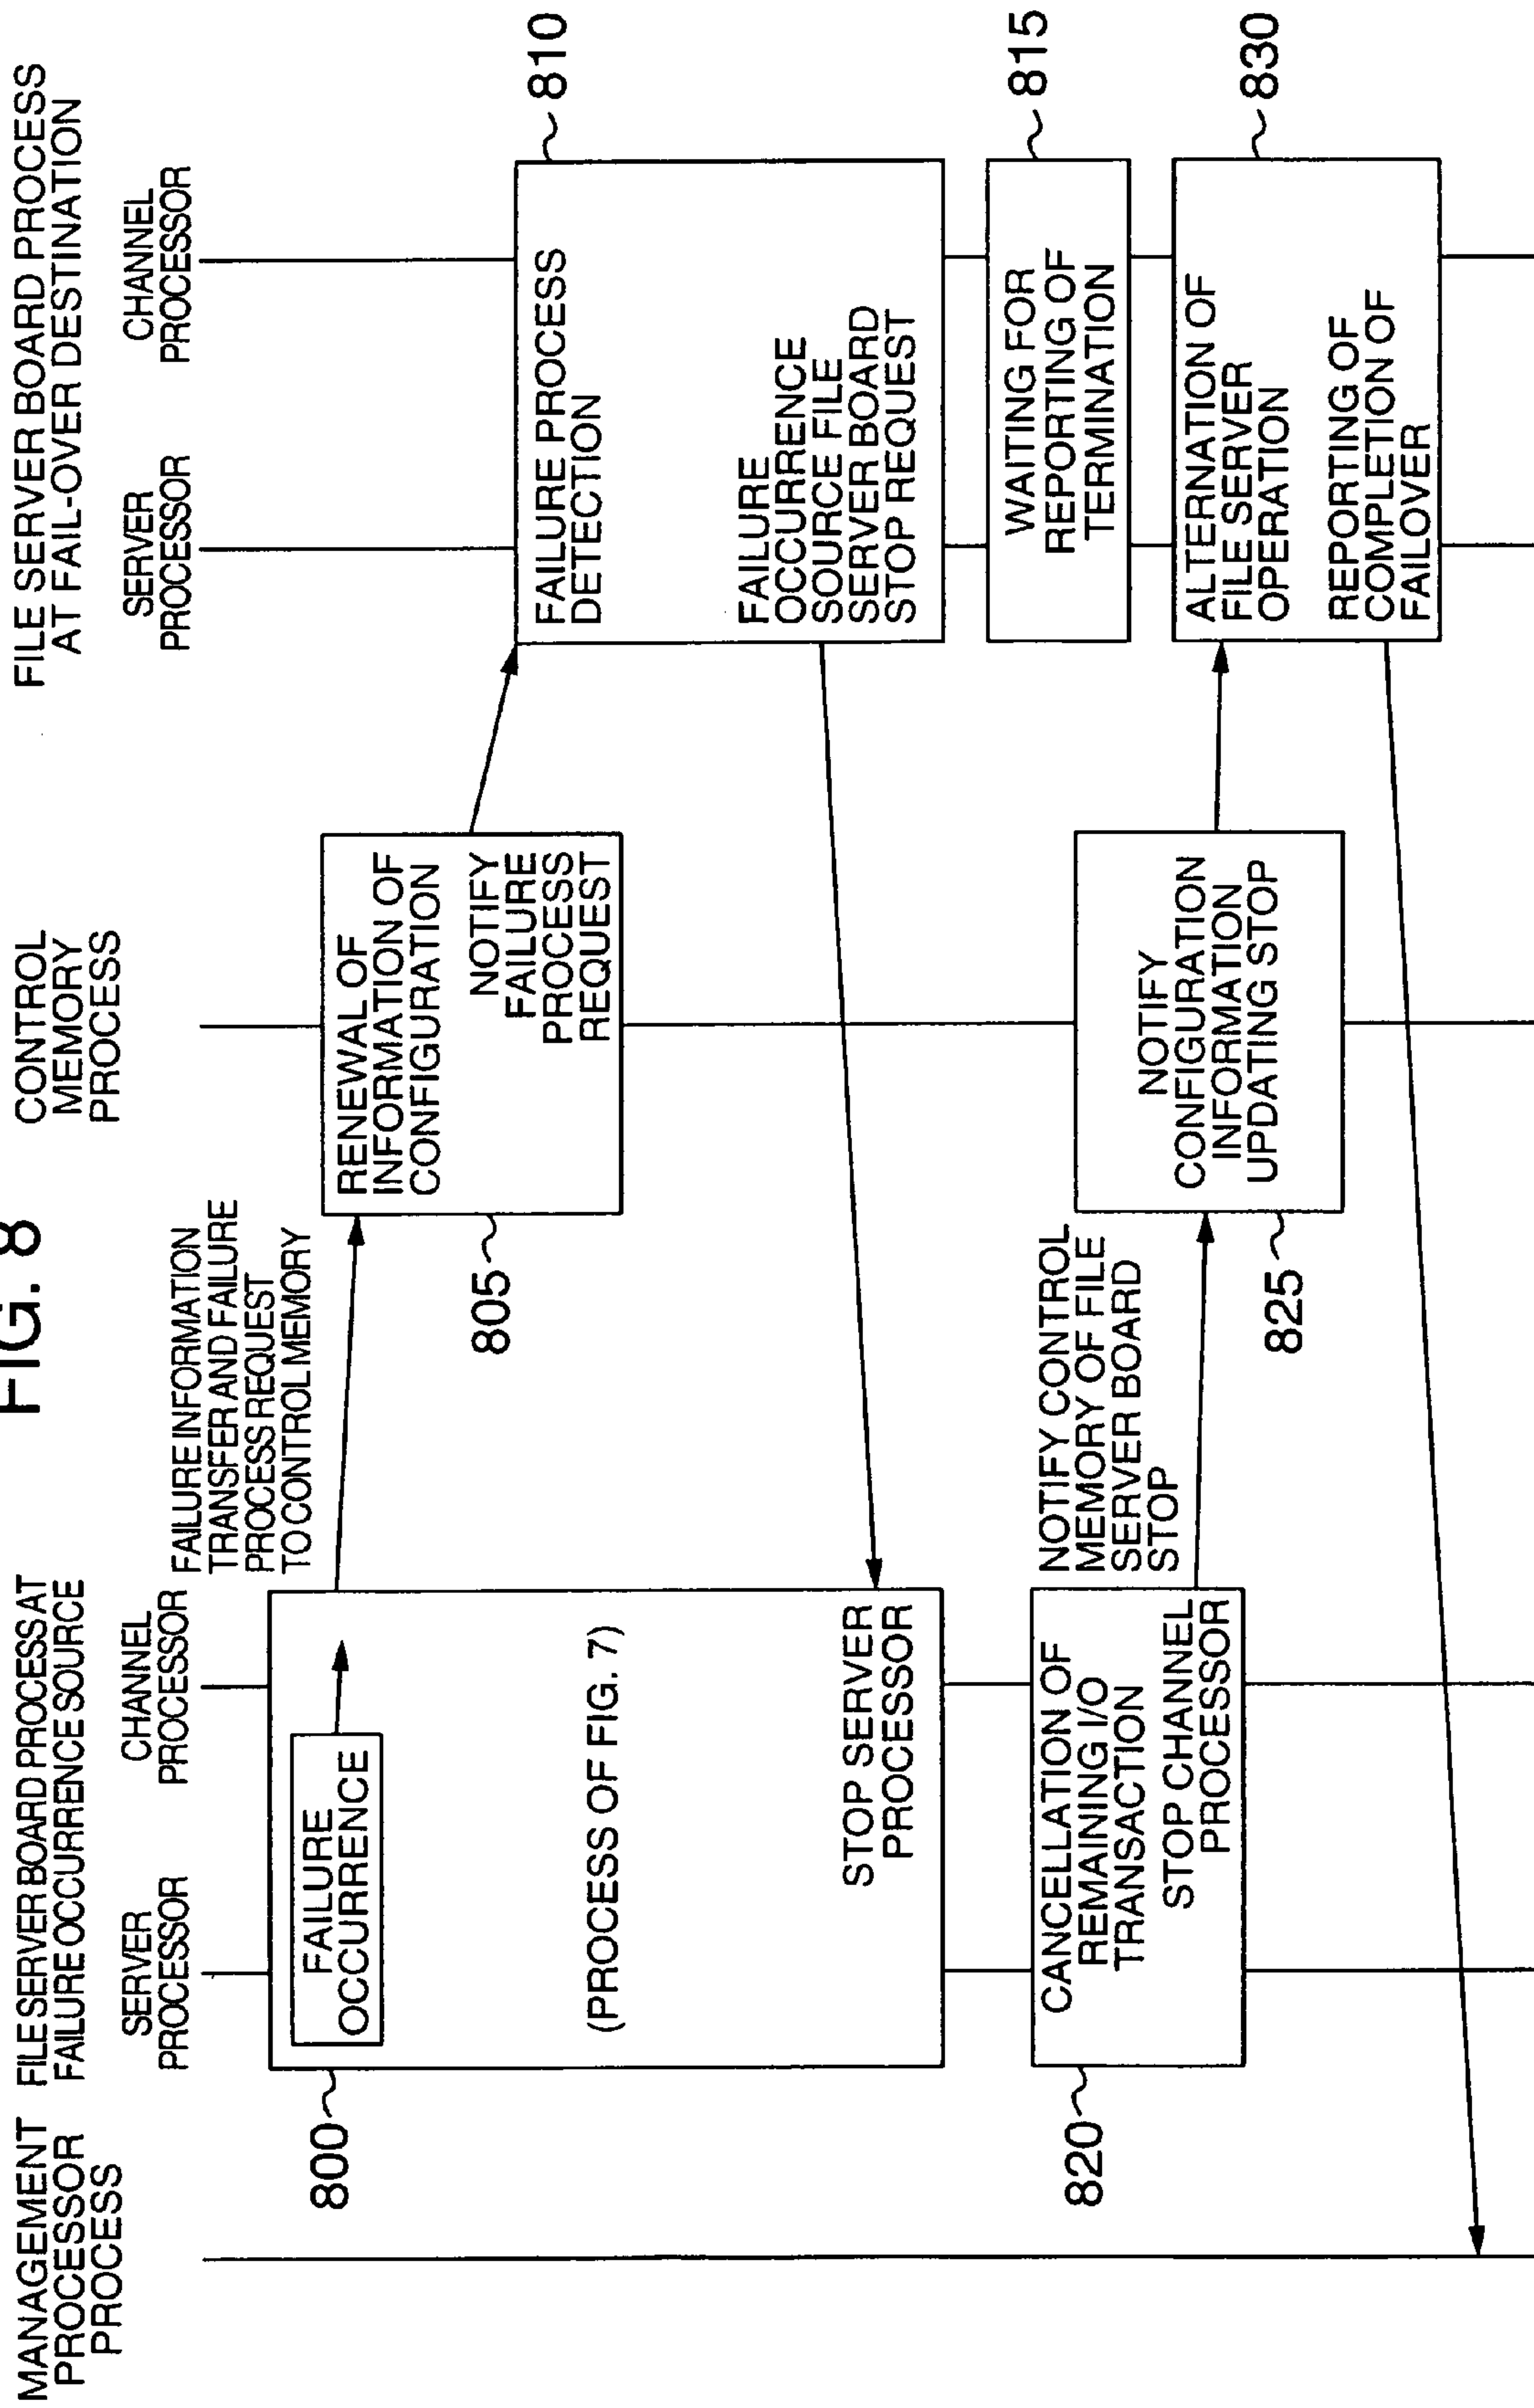 FIG. 8
MANAGEMENT
PROCESSOR
PROCESS
FILE SERVER BOARD PROCESS AT
FAILURE OCCURRENCE SOURCE
SERVER
PROCESSOR
CHANNEL
PROCESSOR
CONTROL
MEMORY
PROCESS
FILE SERVER BOARD PROCESS
AT FAIL-OVER DESTINATION
SERVER
PROCESSOR
CHANNEL
PROCESSOR
800
FAILURE
OCCURRENCE
(PROCESS OF FIG. 7)
STOP SERVER
PROCESSOR
FAILURE INFORMATION
TRANSFER AND FAILURE
PROCESS REQUEST
TO CONTROL MEMORY
RENEWAL OF
INFORMATION OF
CONFIGURATION
NOTIFY
FAILURE
PROCESS
REQUEST
805
FAILURE PROCESS
DETECTION
FAILURE
OCCURRENCE
SOURCE FILE
SERVER BOARD
STOP REQUEST
810
WAITING FOR
REPORTING OF
TERMINATION
815
820
CANCELLATION OF
REMAINING I/O
TRANSACTION
STOP CHANNEL
PROCESSOR
NOTIFY CONTROL
MEMORY OF FILE
SERVER BOARD
STOP
NOTIFY
CONFIGURATION
INFORMATION
UPDATING STOP
825
ALTERNATION OF
FILE SERVER
OPERATION
REPORTING OF
COMPLETION OF
FAILOVER
830